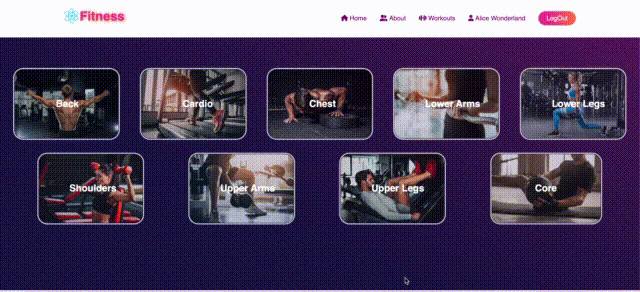 Fitness
Home About Workouts Alice Wonderland LogOut
Back Cardio Chest Lower Arms Lower Legs
Shoulders Upper Arms Upper Legs Core